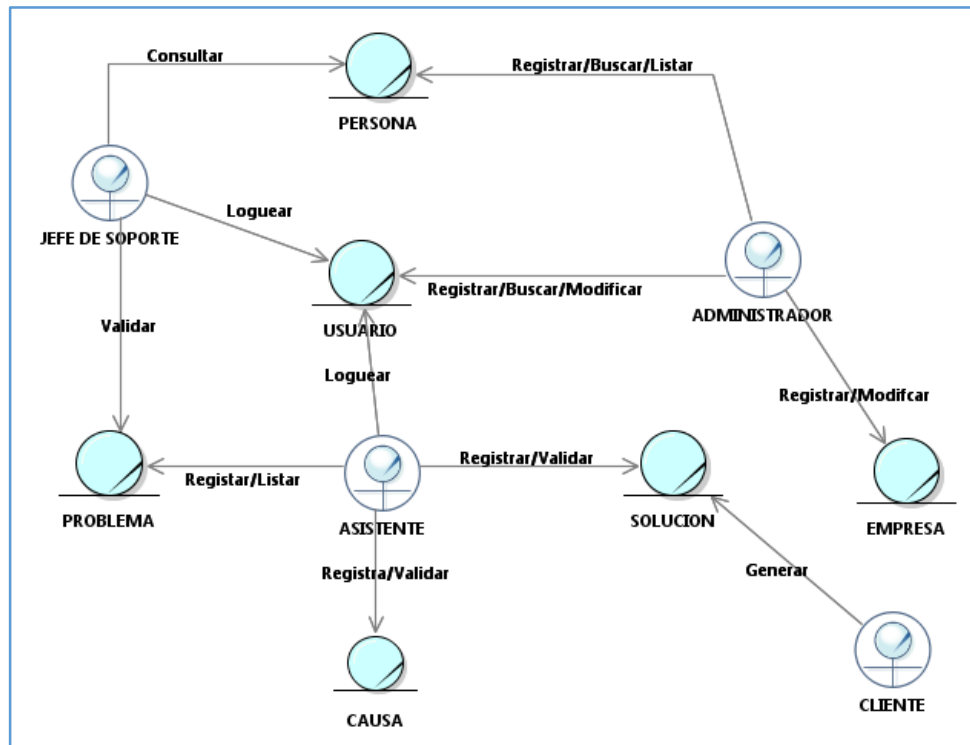 Consultar
Registrar/Buscar/Listar
PERSONA
Loguear
JEFE DE SOPORTE
Registrar/Buscar/Modificar
ADMINISTRADOR
Validar
USUARIO
Loguear
Registrar/Modifcar
Registrar/Validar
Registar/Listar
PROBLEMA
ASISTENTE
SOLUCION
EMPRESA
Registra/Validar
Generar
CAUSA
CLIENTE